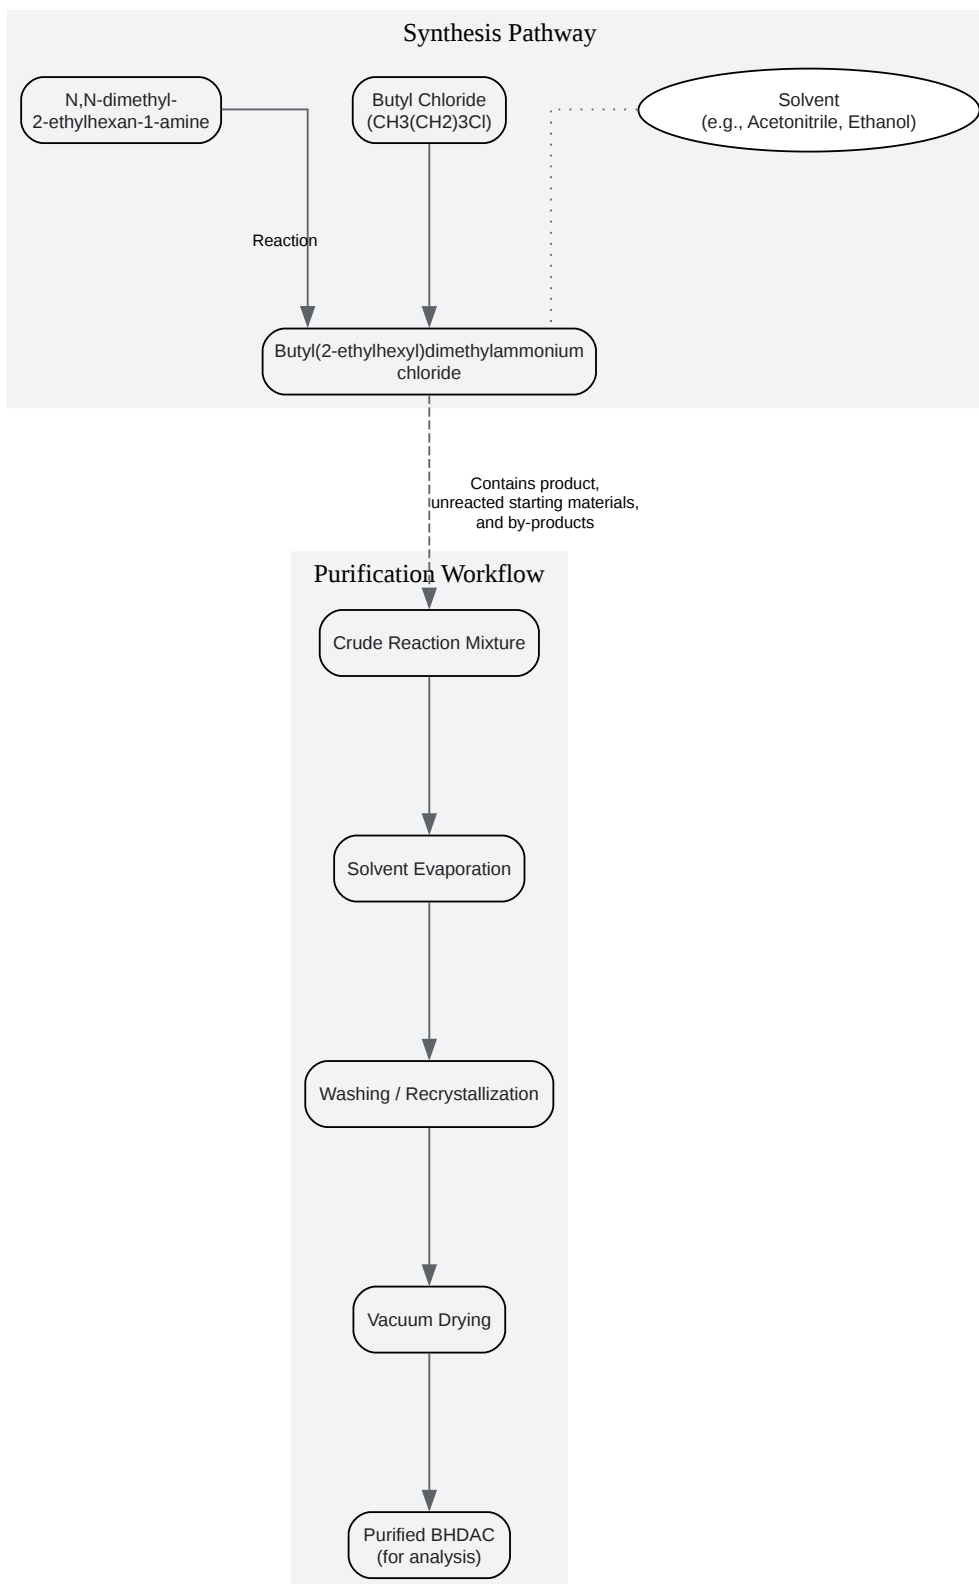 Synthesis Pathway
N,N-dimethyl-
2-ethylhexan-1-amine
Butyl Chloride
(CH3(CH2)3Cl)
Solvent
(e.g., Acetonitrile, Ethanol)
Reaction
Butyl(2-ethylhexyl)dimethylammonium
chloride
Contains product,
unreacted starting materials,
and by-products
Purification Workflow
Crude Reaction Mixture
Solvent Evaporation
Washing / Recrystallization
Vacuum Drying
Purified BHDAC
(for analysis)